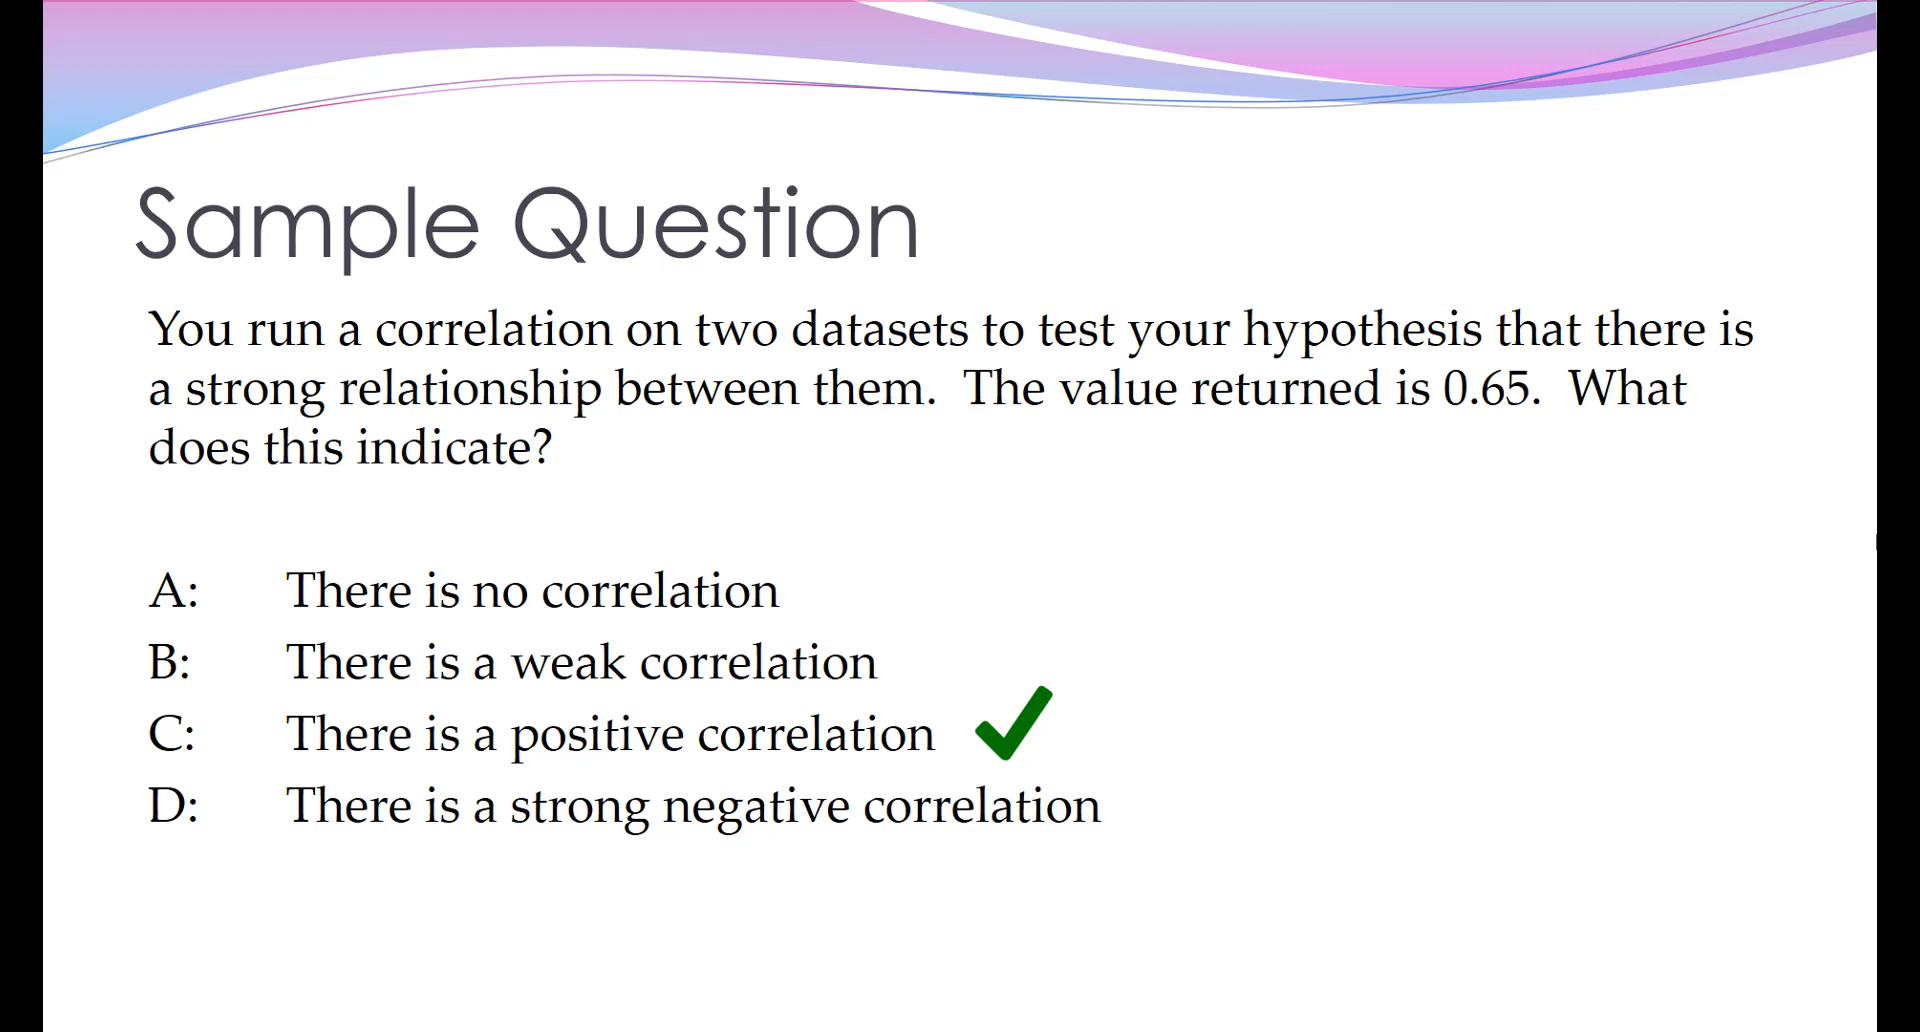 Sample Question
You run a correlation on two datasets to test your hypothesis that there is
a strong relationship between them.  The value returned is 0.65.  What
does this indicate?
A: There is no correlation
B: There is a weak correlation
C: There is a positive correlation
D: There is a strong negative correlation